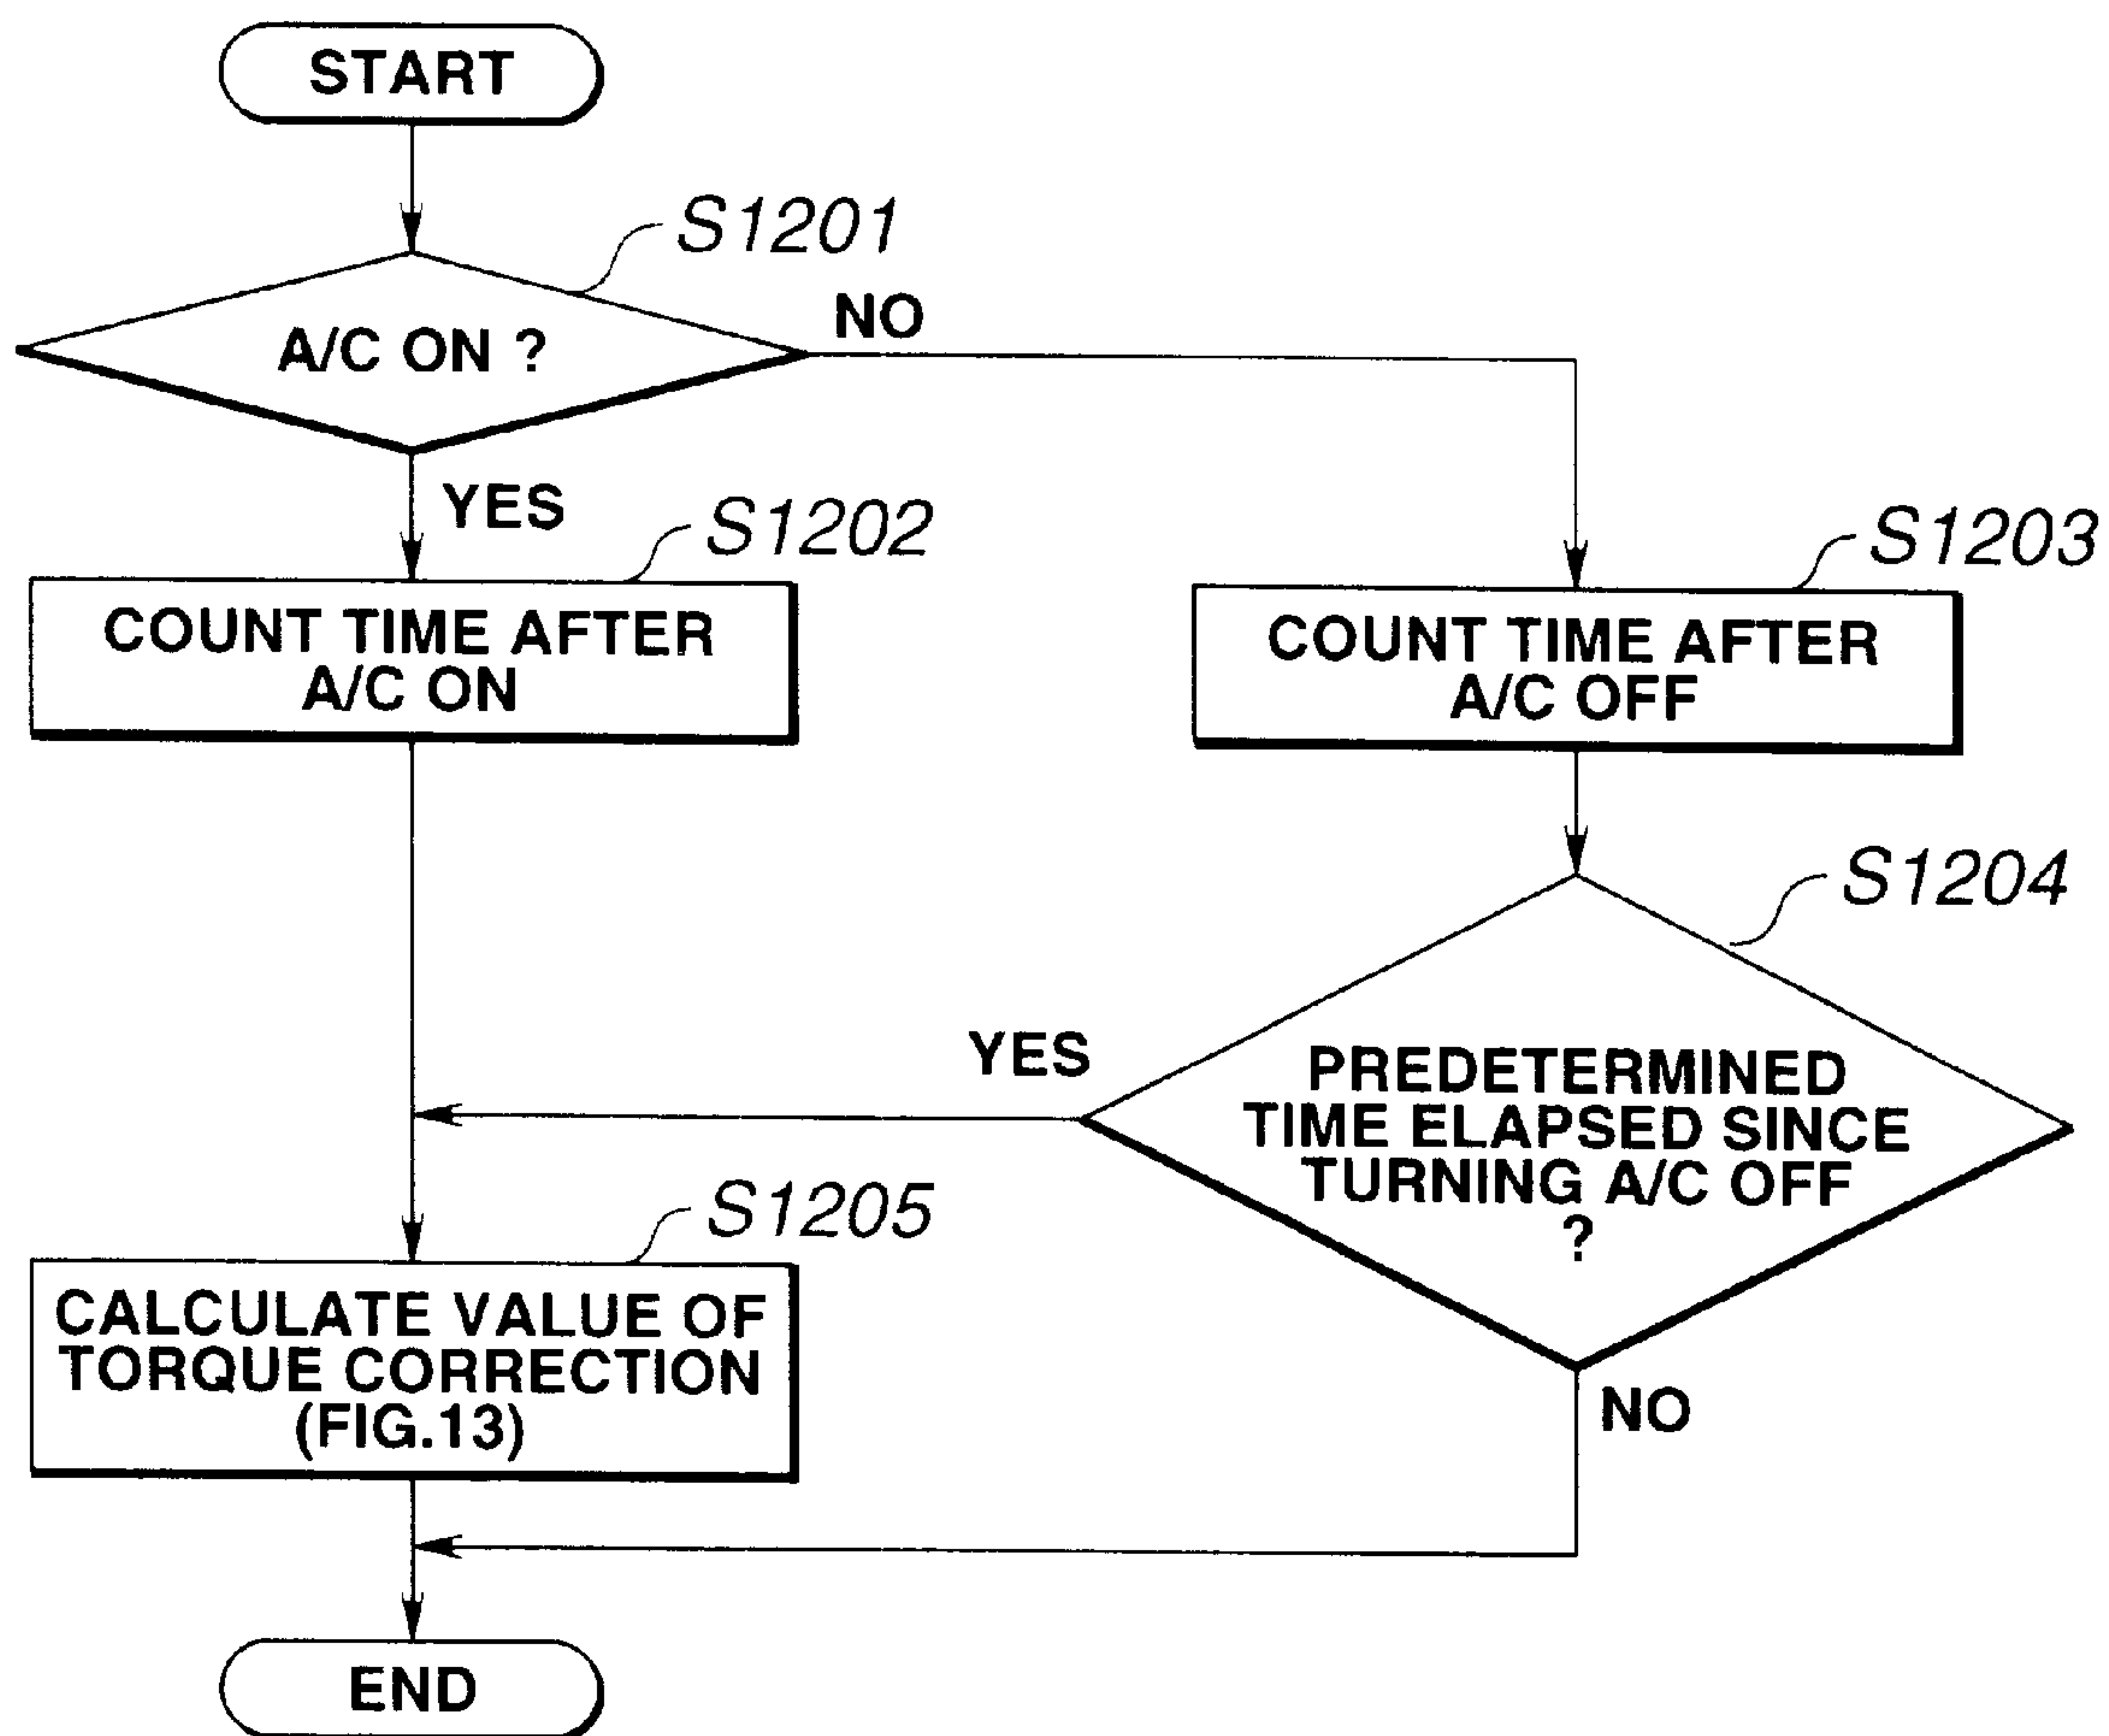 START
S1201
A/C ON ?
NO
YES
S1202
COUNT TIME AFTER
A/C ON
S1203
COUNT TIME AFTER
A/C OFF
S1204
PREDETERMINED
TIME ELAPSED SINCE
TURNING A/C OFF
?
YES
NO
S1205
CALCULATE VALUE OF
TORQUE CORRECTION
(FIG.13)
END